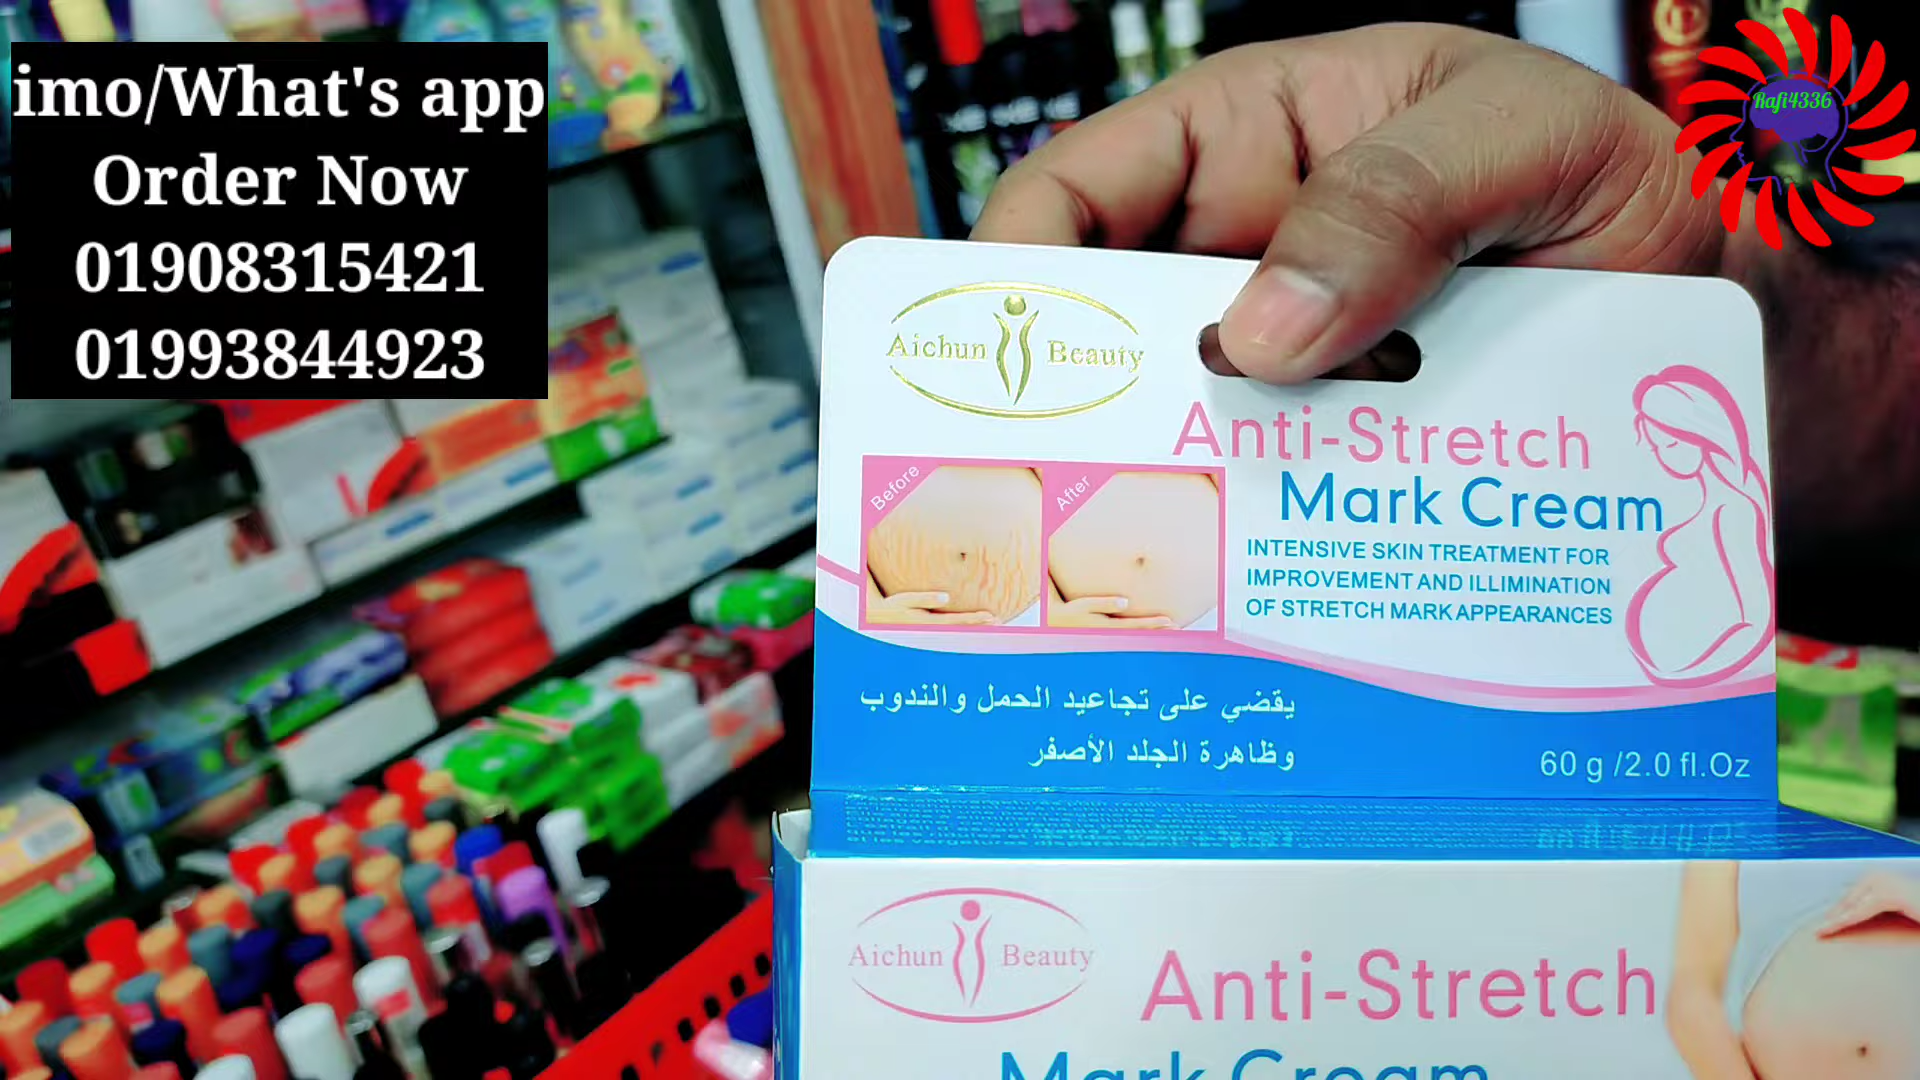 imo/What's app
Order Now
01908315421
01993844923
Rafi4336
Aichun Beauty
Anti-Stretch
Mark Cream
Before
After
INTENSIVE SKIN TREATMENT FOR
IMPROVEMENT AND ILLIMINATION
OF STRETCH MARK APPEARANCES
يقضي على تجاعيد الحمل والندوب
وظاهرة الجلد الأصفر
60 g /2.0 fl.Oz
Aichun Beauty
Anti-Stretch
Mark Cream